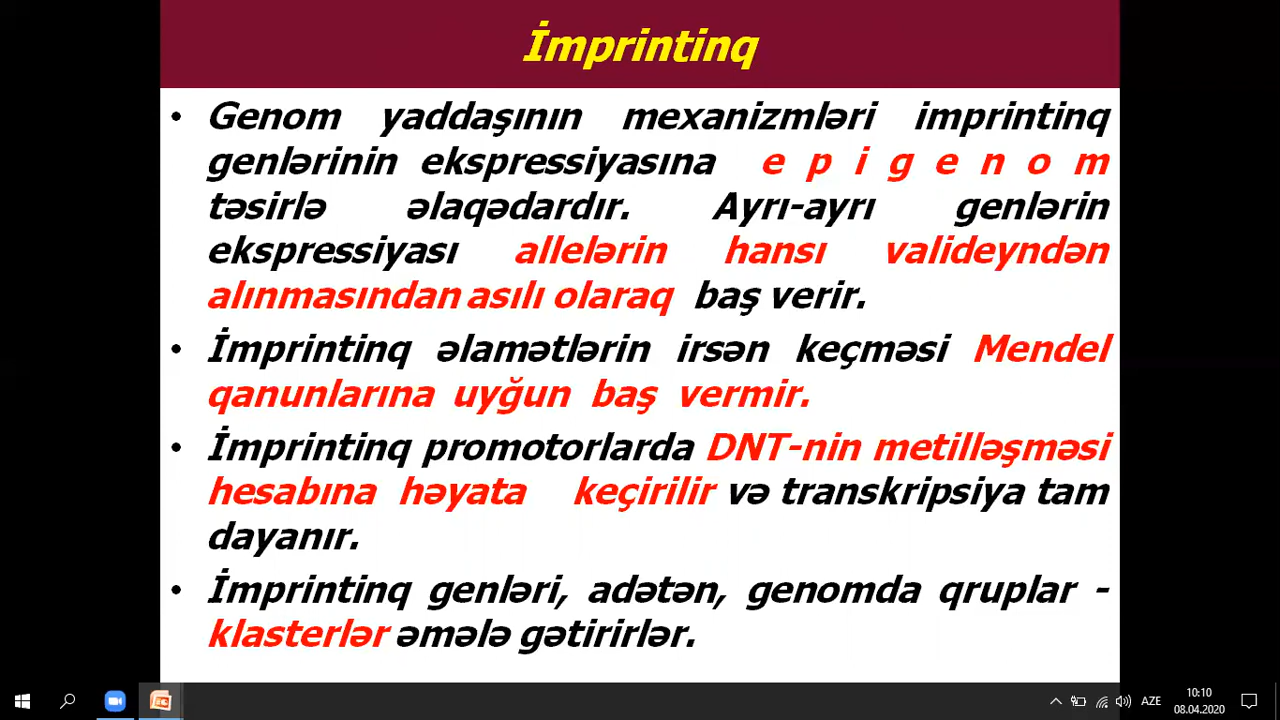 İmprintinq
• Genom yaddaşının mexanizmləri imprintinq
genlərinin ekspressiyasına e p i g e n o m
təsirlə əlaqədardır. Ayrı-ayrı genlərin
ekspressiyası allelərin hansı valideyndən
alınmasından asılı olaraq baş verir.
• İmprintinq əlamətlərin irsən keçməsi Mendel
qanunlarına uyğun baş vermir.
• İmprintinq promotorlarda DNT-nin metilləşməsi
hesabına həyata keçirilir və transkripsiya tam
dayanır.
• İmprintinq genləri, adətən, genomda qruplar -
klasterlər əmələ gətirirlər.
AZE
10:10
08.04.2020